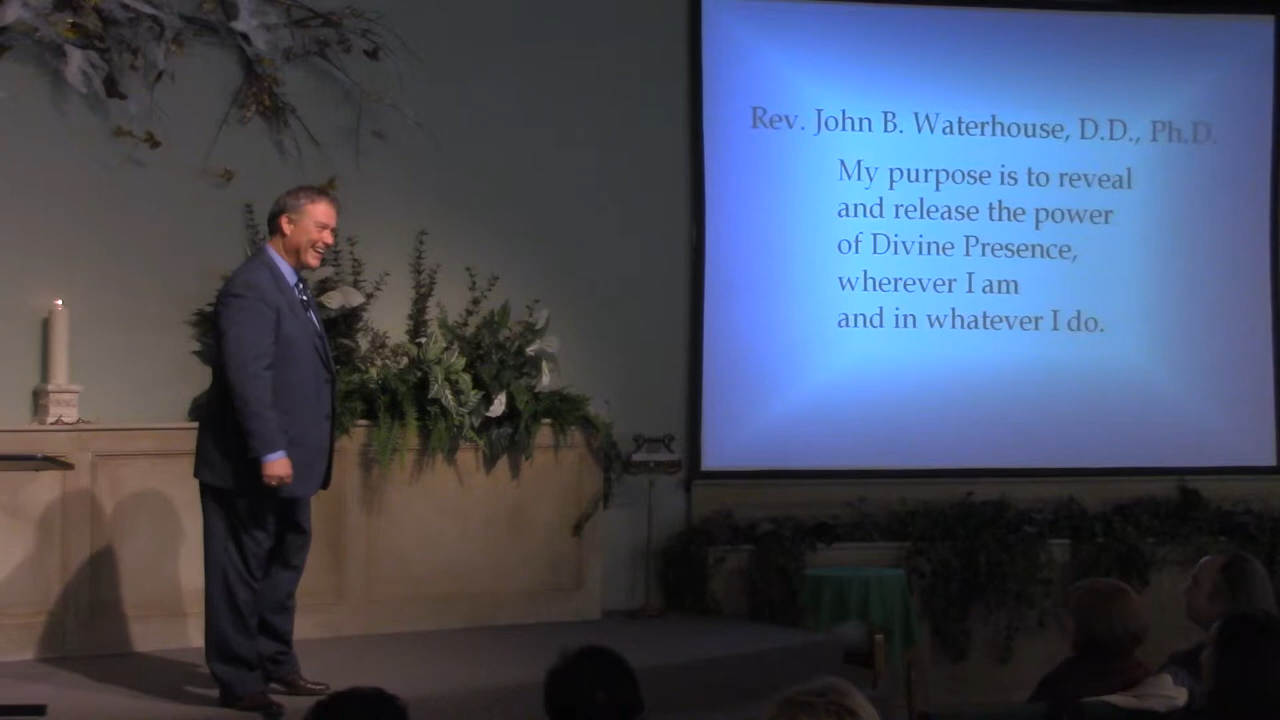 Rev. John B. Waterhouse, D.D., Ph.D.
My purpose is to reveal
and release the power
of Divine Presence,
wherever I am
and in whatever I do.